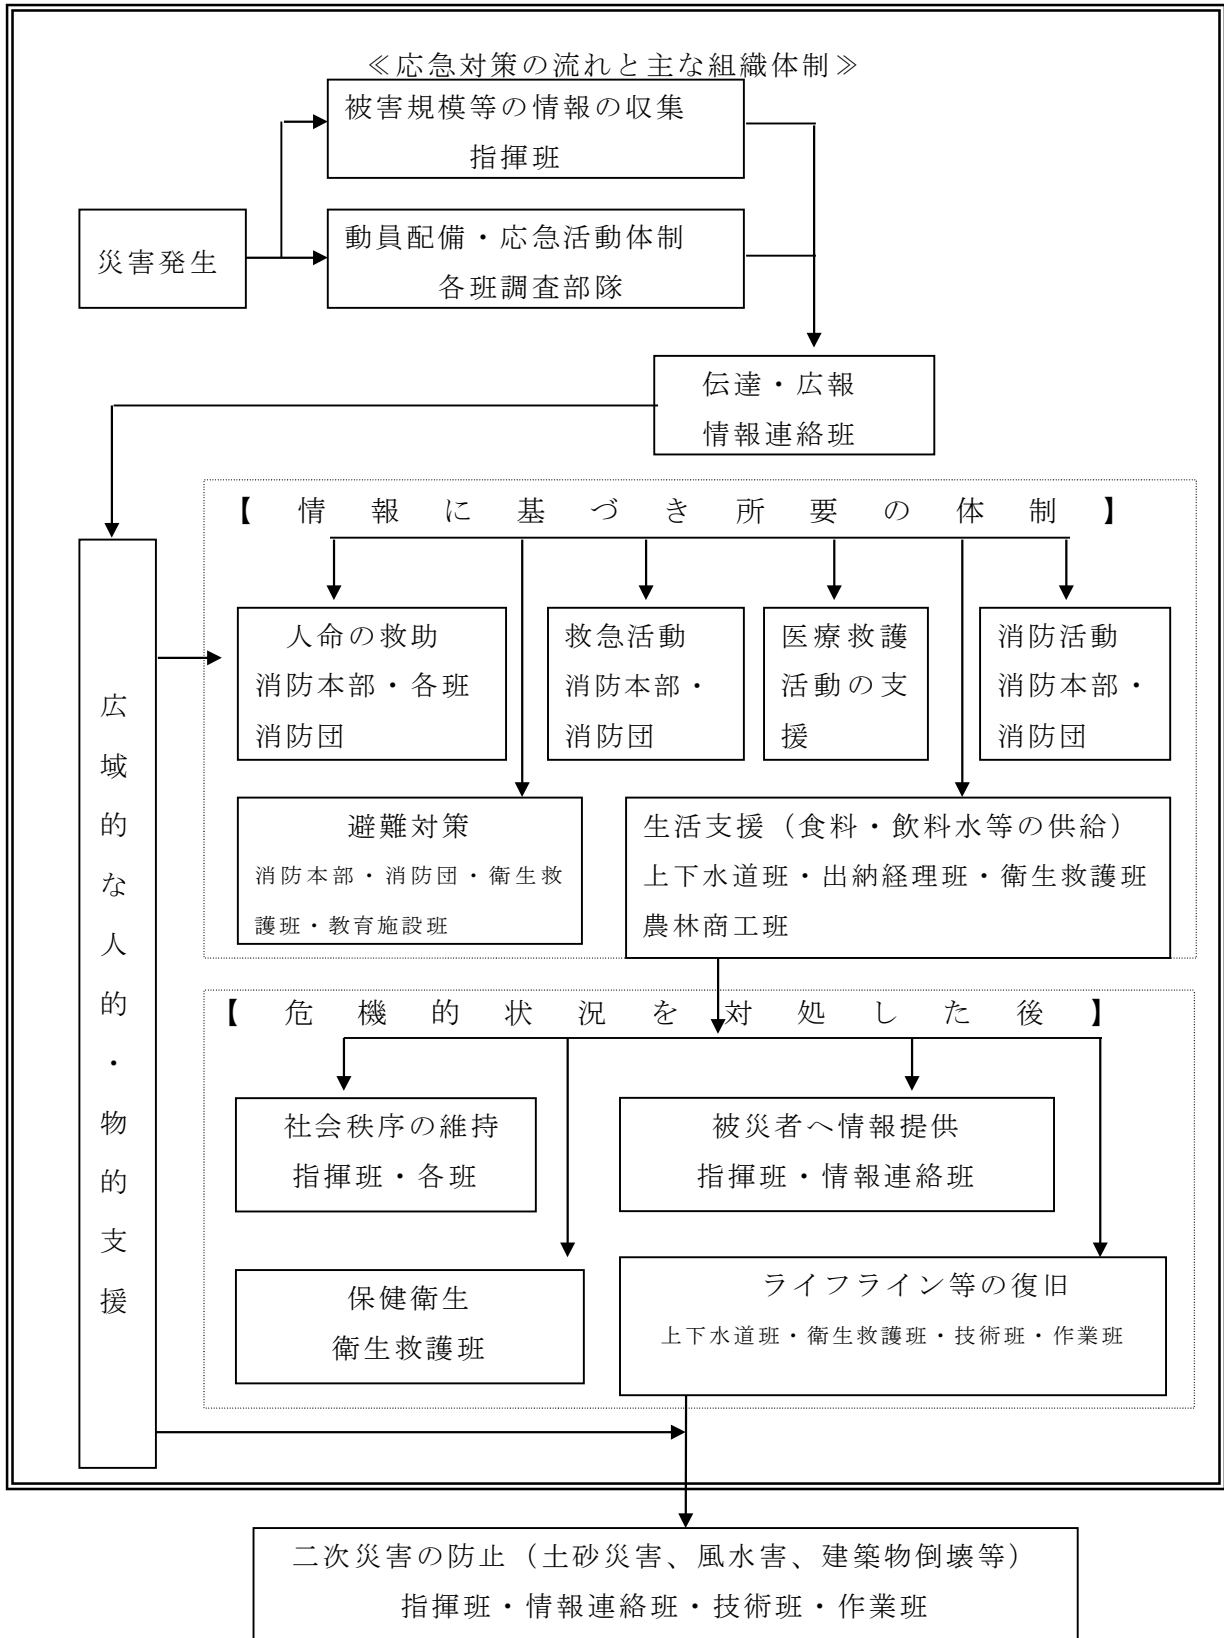 ≪応急対策の流れと主な組織体制≫
被害規模等の情報の収集
指揮班
災害発生
動員配備・応急活動体制
各班調査部隊
伝達・広報
情報連絡班
【情報に基づき所要の体制】
広域的な人的・物的支援
人命の救助
消防本部・各班
消防団
救急活動
消防本部・
消防団
医療救護
活動の支
援
消防活動
消防本部・
消防団
避難対策
消防本部・消防団・衛生救
護班・教育施設班
生活支援（食料・飲料水等の供給）
上下水道班・出納経理班・衛生救護班
農林商工班
【危機的状況を対処した後】
社会秩序の維持
指揮班・各班
被災者へ情報提供
指揮班・情報連絡班
保健衛生
衛生救護班
ライフライン等の復旧
上下水道班・衛生救護班・技術班・作業班
二次災害の防止（土砂災害、風水害、建築物倒壊等）
指揮班・情報連絡班・技術班・作業班